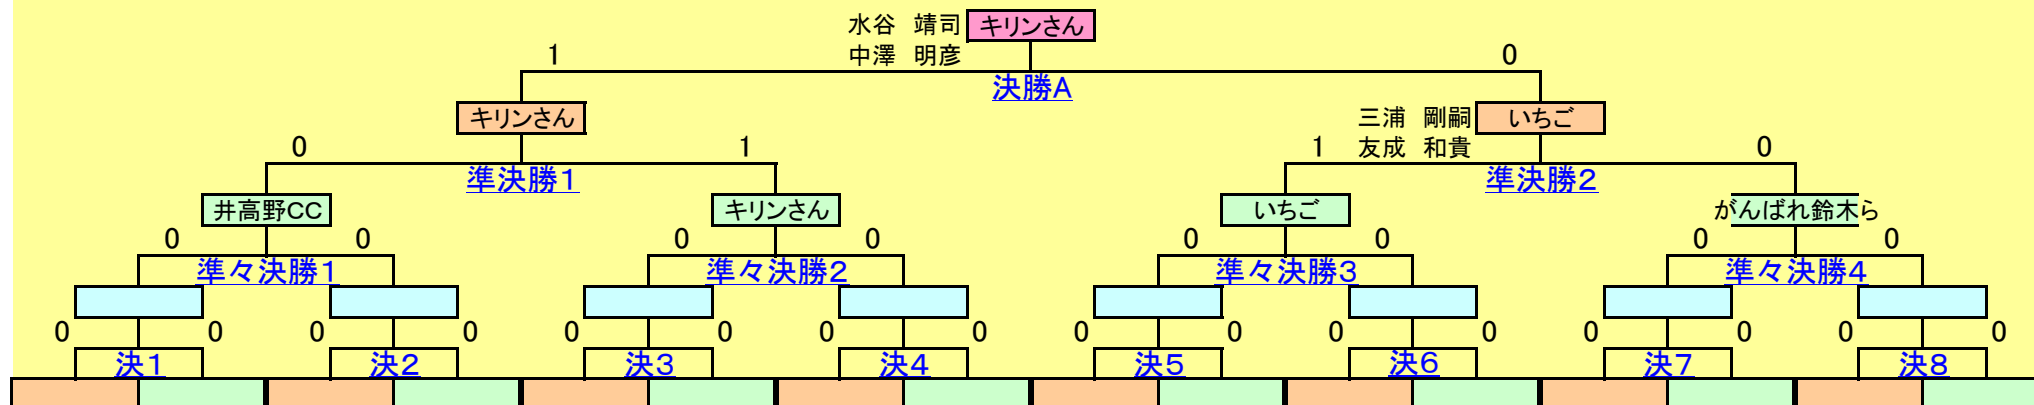 水谷　靖司 キリンさん
1 中澤　明彦 0
決勝A
キリンさん 三浦　剛嗣 いちご
0 1 1 友成　和貴 0
準決勝1 準決勝2
井高野CC キリンさん いちご がんばれ鈴木ら
0 0 0 0 0 0 0 0
準々決勝1 準々決勝2 準々決勝3 準々決勝4
0 0 0 0 0 0 0 0 0 0 0 0 0 0 0 0
決1 決2 決3 決4 決5 決6 決7 決8